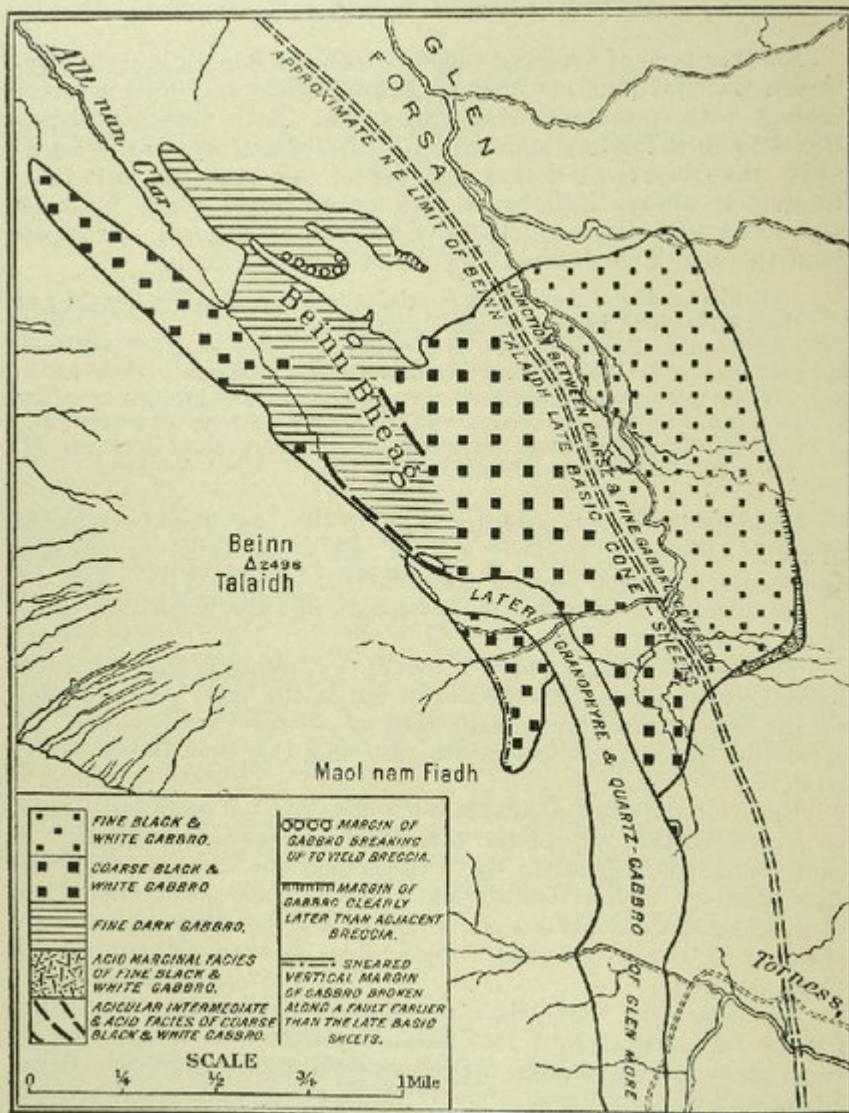 Allt nan Clar
GLEN FORSA
APPROXIMATE N E LIMIT OF BEINN TALAIDH LATE BASIC CONE-SHEETS
JUNCTION BETWEEN COARSE & FINE GABBRO COVERED
Beinn Bheag
Beinn
△2496
Talaidh
LATER GRANOPHYRE & QUARTZ-GABBRO OF GLEN MORE
Maol nam Fiadh
Torness,
FINE BLACK &
WHITE GABBRO.
COARSE BLACK &
WHITE GABBRO
FINE DARK GABBRO,
ACID MARGINAL FACIES
OF FINE BLACK &
WHITE GABBRO.
ACICULAR INTERMEDIATE
& ACID FACIES OF COARSE
BLACK & WHITE GABBRO.
MARGIN OF
GABBRO BREAKING
UP TO YIELD BRECCIA.
MARGIN OF
GABBRO CLEARLY
LATER THAN ADJACENT
BRECCIA.
SHEARED
VERTICAL MARGIN
OF GABBRO BROKEN
ALONG A FAULT EARLIER
THAN THE LATE BASIC
SHEETS.
SCALE
0 ¼ ½ ¾ 1 Mile